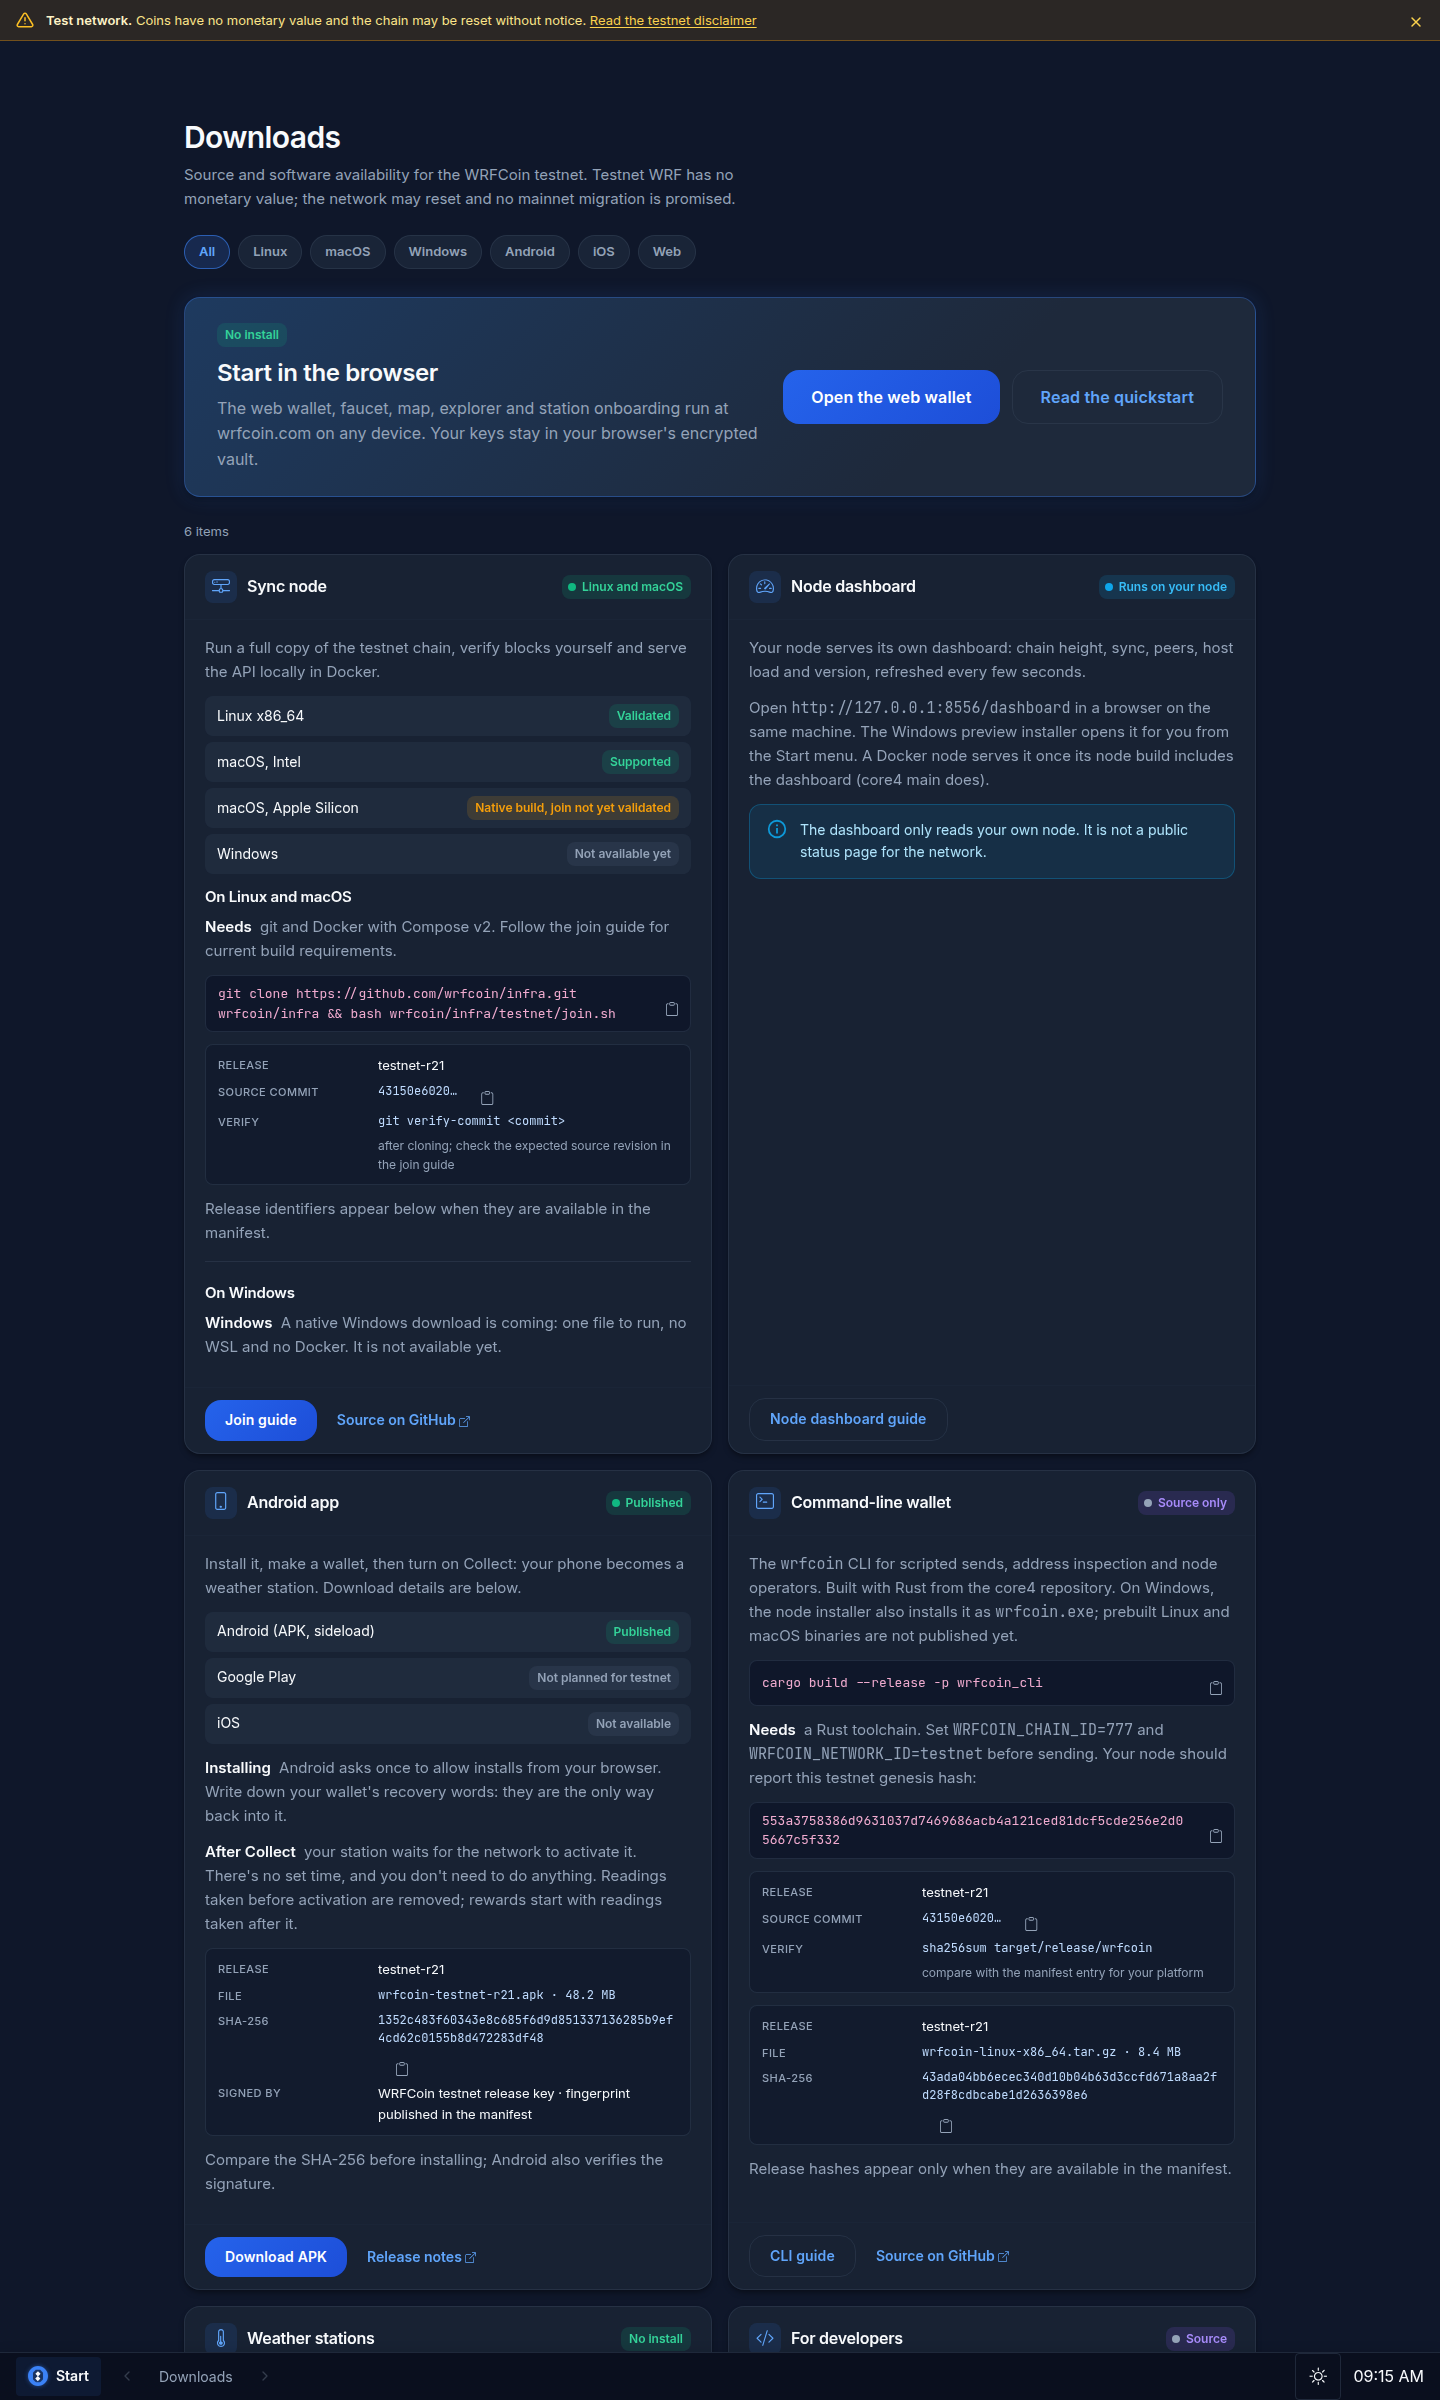 Test network. Coins have no monetary value and the chain may be reset without notice. Read the testnet disclaimer
Downloads
Source and software availability for the WRFCoin testnet. Testnet WRF has no
monetary value; the network may reset and no mainnet migration is promised.
All
Linux
macOS
Windows
Android
iOS
Web
No install
Start in the browser
The web wallet, faucet, map, explorer and station onboarding run at
wrfcoin.com on any device. Your keys stay in your browser's encrypted
vault.
Open the web wallet
Read the quickstart
6 items
Sync node
Linux and macOS
Run a full copy of the testnet chain, verify blocks yourself and serve
the API locally in Docker.
Linux x86_64
Validated
macOS, Intel
Supported
macOS, Apple Silicon
Native build, join not yet validated
Windows
Not available yet
On Linux and macOS
Needs git and Docker with Compose v2. Follow the join guide for
current build requirements.
git clone https://github.com/wrfcoin/infra.git
wrfcoin/infra && bash wrfcoin/infra/testnet/join.sh
RELEASE
testnet-r21
SOURCE COMMIT
43150e6020…
VERIFY
git verify-commit <commit>
after cloning; check the expected source revision in
the join guide
Release identifiers appear below when they are available in the
manifest.
On Windows
Windows A native Windows download is coming: one file to run, no
WSL and no Docker. It is not available yet.
Join guide
Source on GitHub
Node dashboard
Runs on your node
Your node serves its own dashboard: chain height, sync, peers, host
load and version, refreshed every few seconds.
Open http://127.0.0.1:8556/dashboard in a browser on the
same machine. The Windows preview installer opens it for you from
the Start menu. A Docker node serves it once its node build includes
the dashboard (core4 main does).
The dashboard only reads your own node. It is not a public
status page for the network.
Node dashboard guide
Android app
Published
Install it, make a wallet, then turn on Collect: your phone becomes a
weather station. Download details are below.
Android (APK, sideload)
Published
Google Play
Not planned for testnet
iOS
Not available
Installing Android asks once to allow installs from your browser.
Write down your wallet's recovery words: they are the only way
back into it.
After Collect your station waits for the network to activate it.
There's no set time, and you don't need to do anything. Readings
taken before activation are removed; rewards start with readings
taken after it.
RELEASE
testnet-r21
FILE
wrfcoin-testnet-r21.apk · 48.2 MB
SHA-256
1352c483f60343e8c685f6d9d851337136285b9ef
4cd62c0155b8d472283df48
SIGNED BY
WRFCoin testnet release key · fingerprint
published in the manifest
Compare the SHA-256 before installing; Android also verifies the
signature.
Download APK
Release notes
Command-line wallet
Source only
The wrfcoin CLI for scripted sends, address inspection and node
operators. Built with Rust from the core4 repository. On Windows,
the node installer also installs it as wrfcoin.exe; prebuilt Linux and
macOS binaries are not published yet.
cargo build --release -p wrfcoin_cli
Needs a Rust toolchain. Set WRFCOIN_CHAIN_ID=777 and
WRFCOIN_NETWORK_ID=testnet before sending. Your node should
report this testnet genesis hash:
553a3758386d9631037d7469686acb4a121ced81dcf5cde256e2d0
5667c5f332
RELEASE
testnet-r21
SOURCE COMMIT
43150e6020…
VERIFY
sha256sum target/release/wrfcoin
compare with the manifest entry for your platform
RELEASE
testnet-r21
FILE
wrfcoin-linux-x86_64.tar.gz · 8.4 MB
SHA-256
43ada04bb6ecec340d10b04b63d3ccfd671a8aa2f
d28f8cdbcabe1d2636398e6
Release hashes appear only when they are available in the manifest.
CLI guide
Source on GitHub
Weather stations
No install
For developers
Source
Start
Downloads
09:15 AM